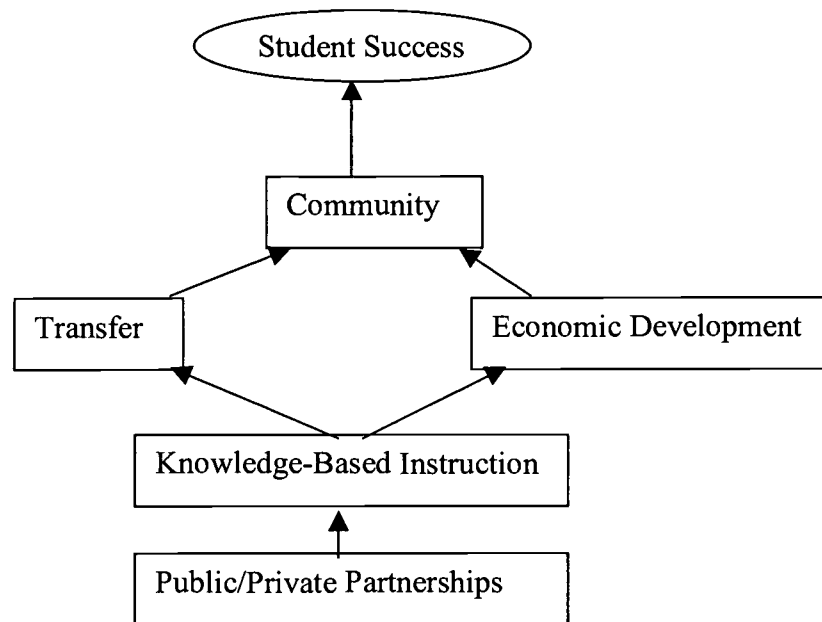 Student Success
Community
Transfer
Economic Development
Knowledge-Based Instruction
Public/Private Partnerships